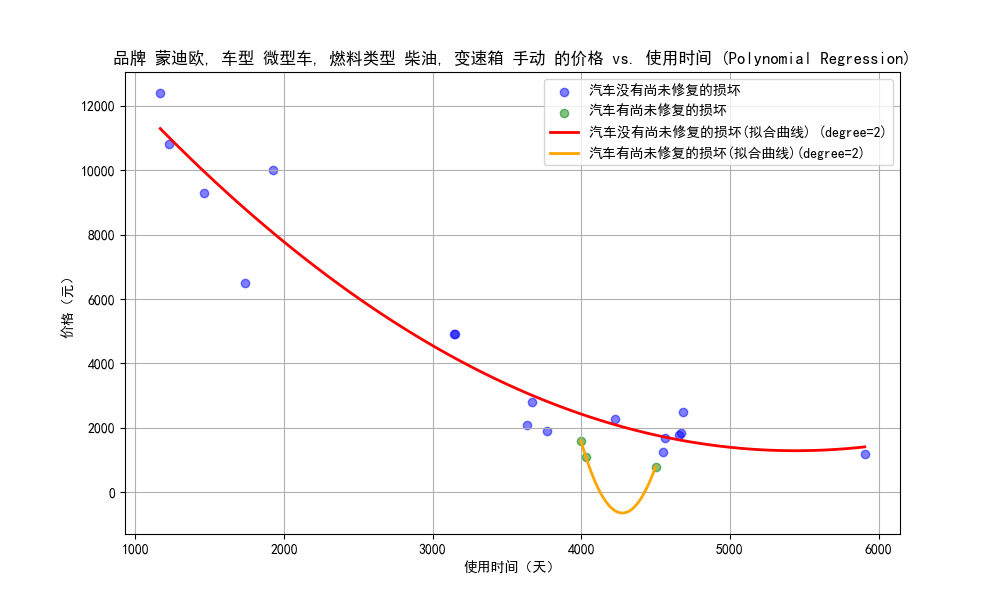 品牌 蒙迪欧, 车型 微型车, 燃料类型 柴油, 变速箱 手动 的价格 vs. 使用时间 (Polynomial Regression)
汽车没有尚未修复的损坏
汽车有尚未修复的损坏
汽车没有尚未修复的损坏(拟合曲线) (degree=2)
汽车有尚未修复的损坏(拟合曲线)(degree=2)
价格（元）
12000
10000
8000
6000
4000
2000
0
1000 2000 3000 4000 5000 6000
使用时间（天）